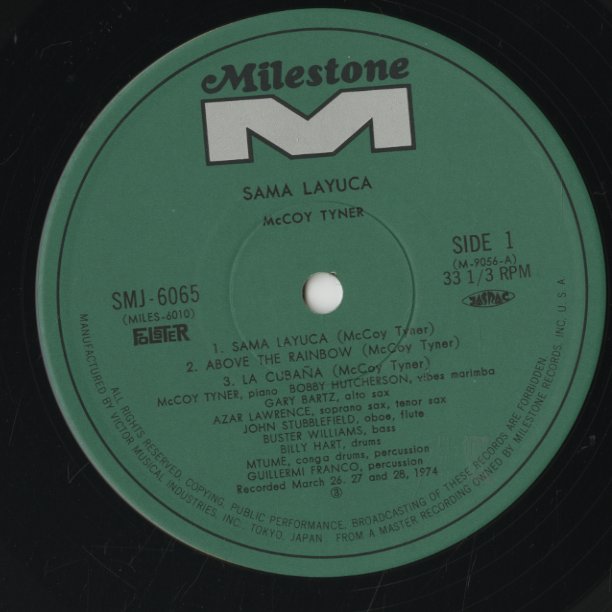 Milestone
M
SAMA LAYUCA
McCOY TYNER
SIDE 1
(M-9056-A)
33 1/3 RPM
JASRAC
SMJ-6065
(MILES-6010)
1. SAMA LAYUCA (McCoy Tyner)
2. ABOVE THE RAINBOW (McCoy Tyner)
3. LA CUBAÑA (McCoy Tyner)
McCOY TYNER, piano BOBBY HUTCHERSON, vibes marimba
GARY BARTZ, alto sax
AZAR LAWRENCE, soprano sax, tenor sax
JOHN STUBBLEFIELD, oboe, flute
BUSTER WILLIAMS, bass
BILLY HART, drums
MTUME, conga drums, percussion
GUILLERMI FRANCO, percussion
Recorded March 26. 27 and 28, 1974
ALL RIGHTS RESERVED. COPYING, PUBLIC PERFORMANCE, BROADCASTING OF THESE RECORDS ARE FORBIDDEN.
MANUFACTURED BY VICTOR MUSICAL INDUSTRIES, INC., TOKYO, JAPAN FROM A MASTER RECORDING OWNED BY MILESTONE RECORDS, INC, U.S.A